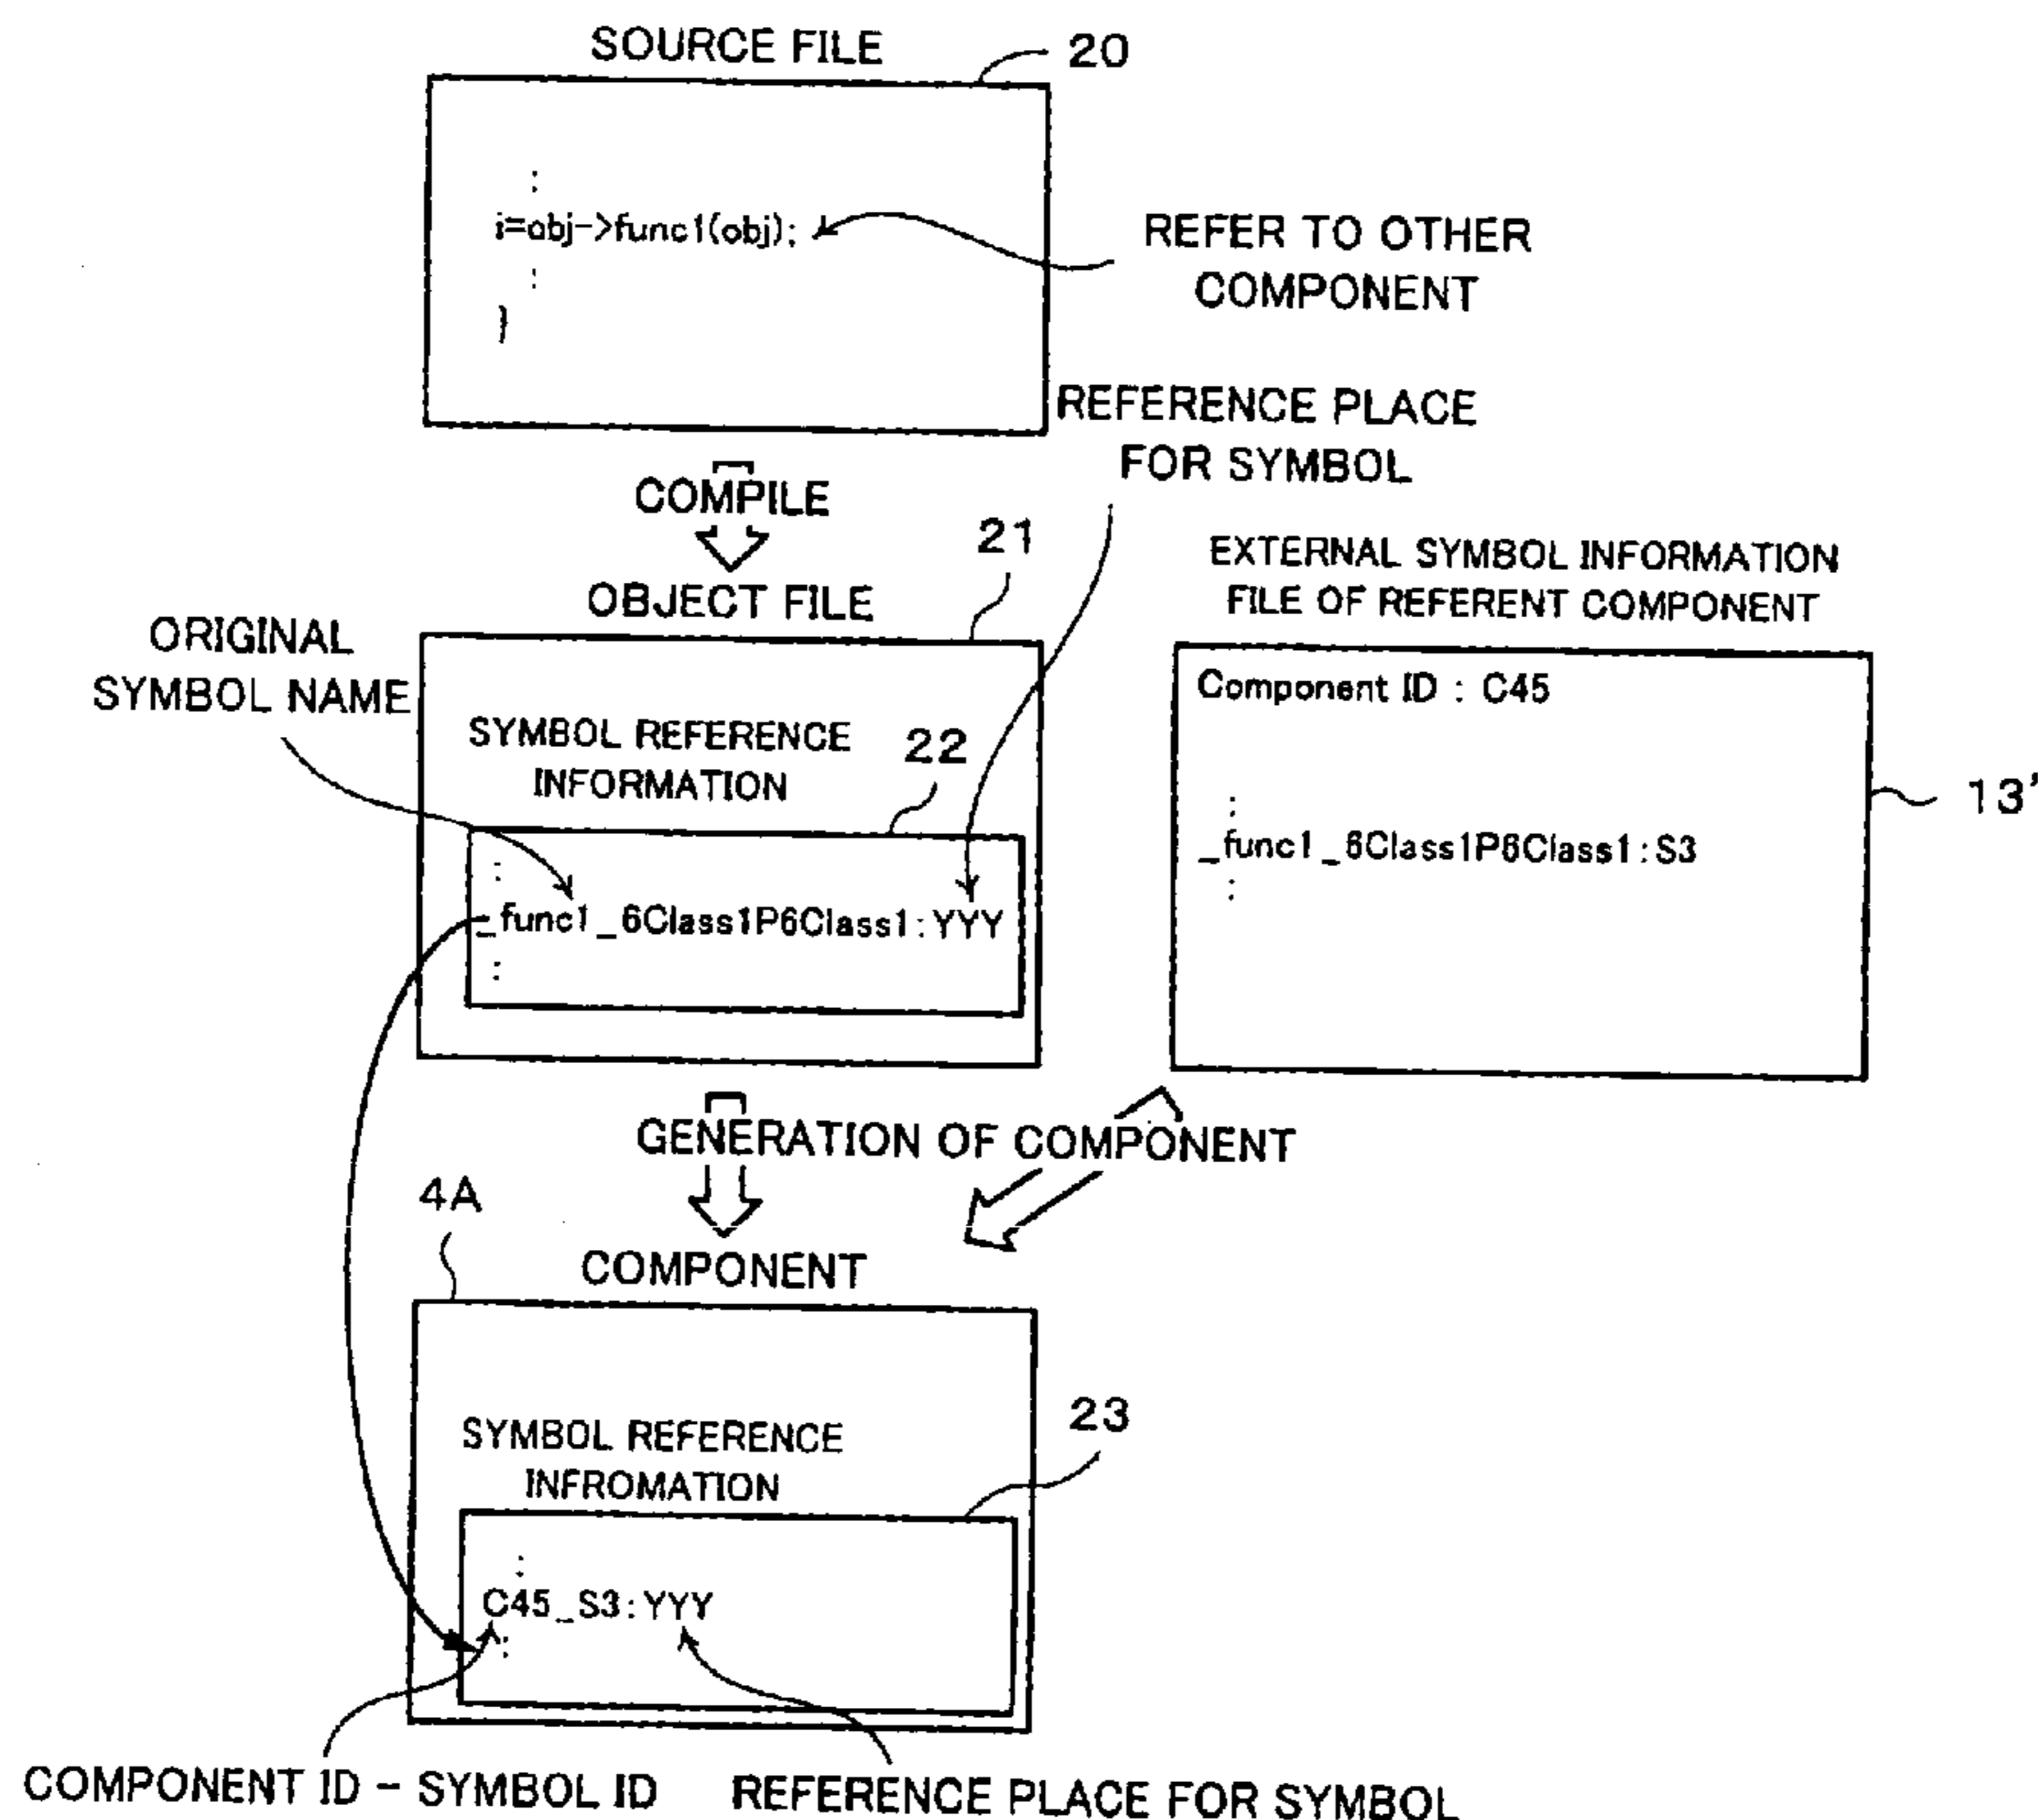 SOURCE FILE
20
:
i=obj->func1(obj);
:
}
REFER TO OTHER
COMPONENT
REFERENCE PLACE
FOR SYMBOL
COMPILE
21
OBJECT FILE
ORIGINAL
SYMBOL NAME
SYMBOL REFERENCE
INFORMATION
22
:
_func1_6Class1P6Class1:YYY
:
EXTERNAL SYMBOL INFORMATION
FILE OF REFERENT COMPONENT
Component ID : C45
:
_func1_6Class1P6Class1:S3
:
13'
GENERATION OF COMPONENT
4A
COMPONENT
SYMBOL REFERENCE
INFROMATION
23
:
C45_S3:YYY
:
COMPONENT ID - SYMBOL ID
REFERENCE PLACE FOR SYMBOL